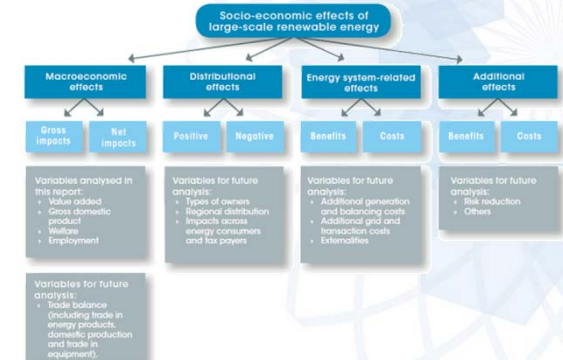 Socio-economic effects of
large-scale renewable energy
Macroeconomic
effects
Distributional
effects
Energy system-related
effects
Additional
effects
Gross
impacts
Net
impacts
Positive
Negative
Benefits
Costs
Benefits
Costs
Variables analysed in
this report:
› Value added
› Gross domestic
product
› Welfare
› Employment
Variables for future
analysis:
› Types of owners
› Regional distribution
› Impacts across
energy consumers
and tax payers
Variables for future
analysis:
› Additional generation
and balancing costs
› Additional grid and
transaction costs
› Externalities
Variables for future
analysis:
› Risk reduction
› Others
Variables for future
analysis:
› Trade balance
(including trade in
energy products,
domestic production
and trade in
equipment).